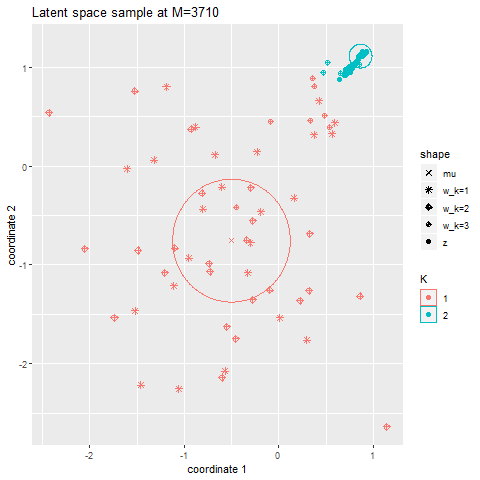 Latent space sample at M=3710
coordinate 2
1
0
-1
-2
-2
-1
0
1
coordinate 1
shape
mu
w_k=1
w_k=2
w_k=3
z
K
1
2